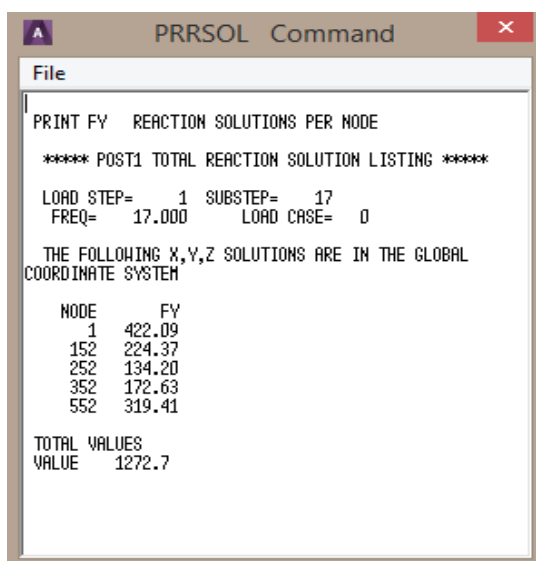 A
PRRSOL Command
×
File
PRINT FY REACTION SOLUTIONS PER NODE
***** POST1 TOTAL REACTION SOLUTION LISTING *****
LOAD STEP= 1 SUBSTEP= 17
FREQ= 17.000 LOAD CASE= 0
THE FOLLOWING X,Y,Z SOLUTIONS ARE IN THE GLOBAL
COORDINATE SYSTEM
NODE FY
1 422.09
152 224.37
252 134.20
352 172.63
552 319.41
TOTAL VALUES
VALUE 1272.7